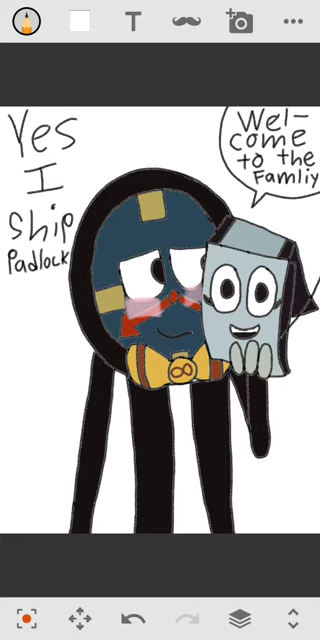 Yes
I
Ship
Padlock
Wel-
come
to the
Famliy
T